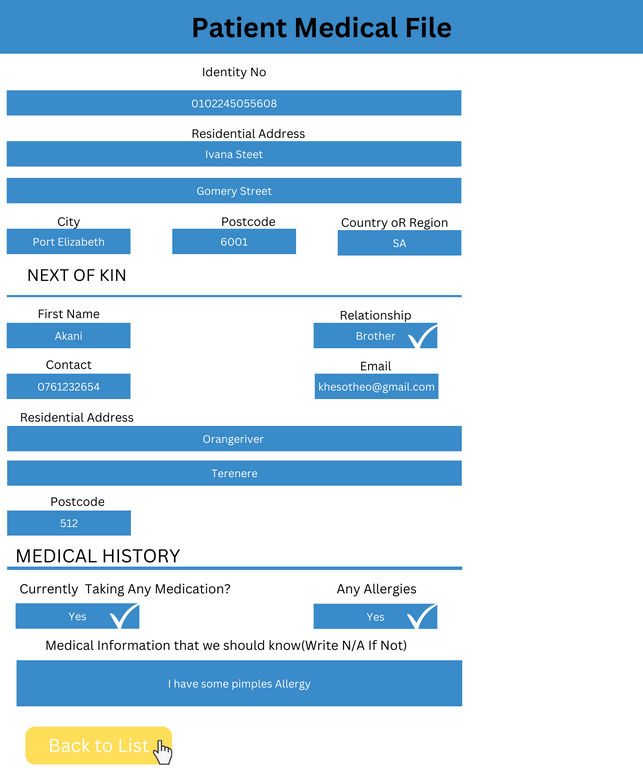 Patient Medical File
Identity No
0102245055608
Residential Address
Ivana Steet
Gomery Street
City Postcode Country oR Region
Port Elizabeth 6001 SA
NEXT OF KIN
First Name Relationship
Akani Brother
Contact Email
0761232654 khesotheo@gmail.com
Residential Address
Orangeriver
Terenere
Postcode
512
MEDICAL HISTORY
Currently Taking Any Medication? Any Allergies
Yes Yes
Medical Information that we should know(Write N/A If Not)
I have some pimples Allergy
Back to List